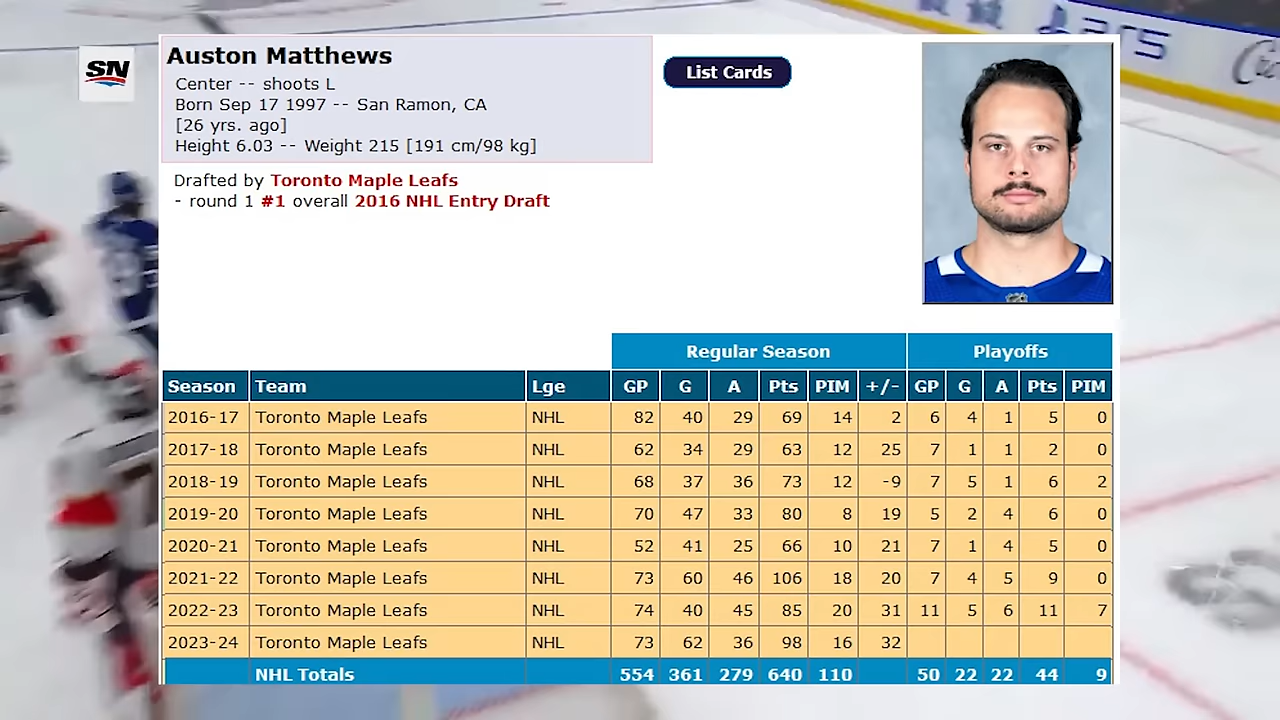 SN
Auston Matthews
Center -- shoots L
Born Sep 17 1997 -- San Ramon, CA
[26 yrs. ago]
Height 6.03 -- Weight 215 [191 cm/98 kg]
List Cards
Drafted by Toronto Maple Leafs
- round 1 #1 overall 2016 NHL Entry Draft
Regular Season Playoffs
Season Team Lge GP G A Pts PIM +/- GP G A Pts PIM
2016-17 Toronto Maple Leafs NHL 82 40 29 69 14 2 6 4 1 5 0
2017-18 Toronto Maple Leafs NHL 62 34 29 63 12 25 7 1 1 2 0
2018-19 Toronto Maple Leafs NHL 68 37 36 73 12 -9 7 5 1 6 2
2019-20 Toronto Maple Leafs NHL 70 47 33 80 8 19 5 2 4 6 0
2020-21 Toronto Maple Leafs NHL 52 41 25 66 10 21 7 1 4 5 0
2021-22 Toronto Maple Leafs NHL 73 60 46 106 18 20 7 4 5 9 0
2022-23 Toronto Maple Leafs NHL 74 40 45 85 20 31 11 5 6 11 7
2023-24 Toronto Maple Leafs NHL 73 62 36 98 16 32
NHL Totals 554 361 279 640 110 50 22 22 44 9